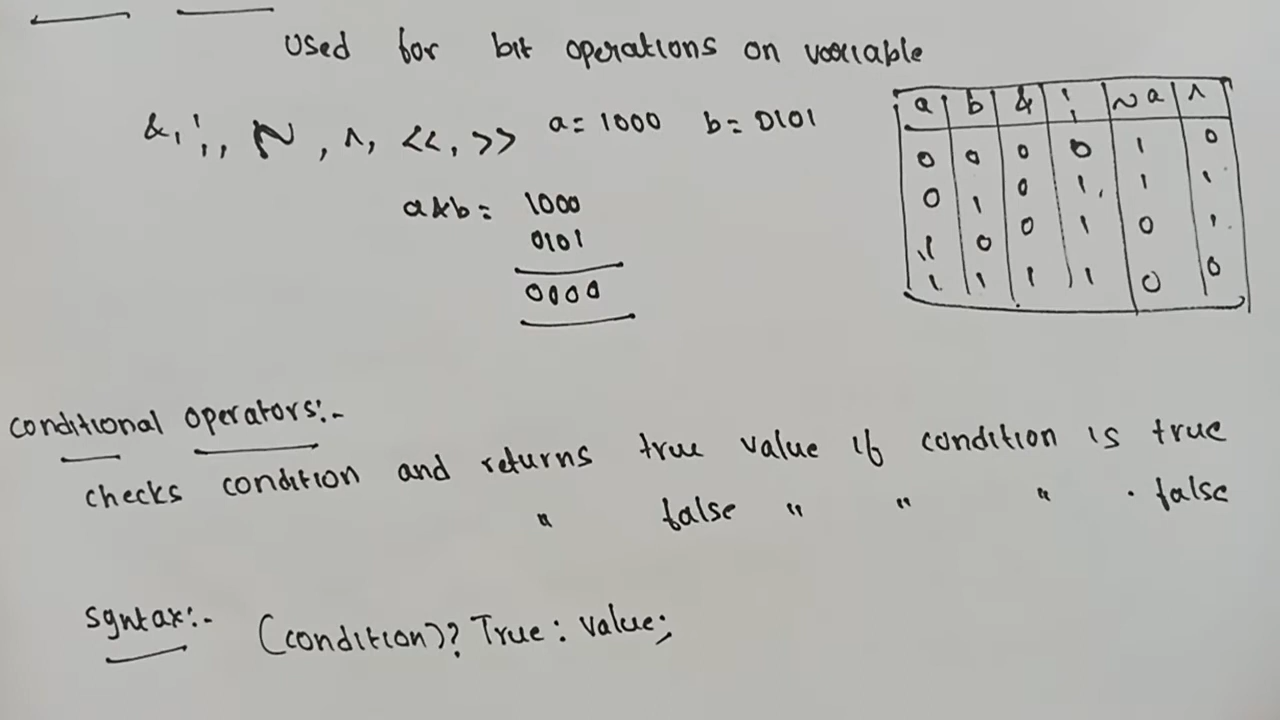 Used for bit operations on variable
&, ¦, ~, ^, <<, >> a = 1000 b = 0101
a b & ¦ ~a ^
0 0 0 0 1 0
0 1 0 1 1 1
1 0 0 1 0 1
1 1 1 1 0 0
a&b = 1000
0101
0000
conditional operators:-
checks condition and returns true value if condition is true
" false " " " . false
syntax:- (condition)? True : value;